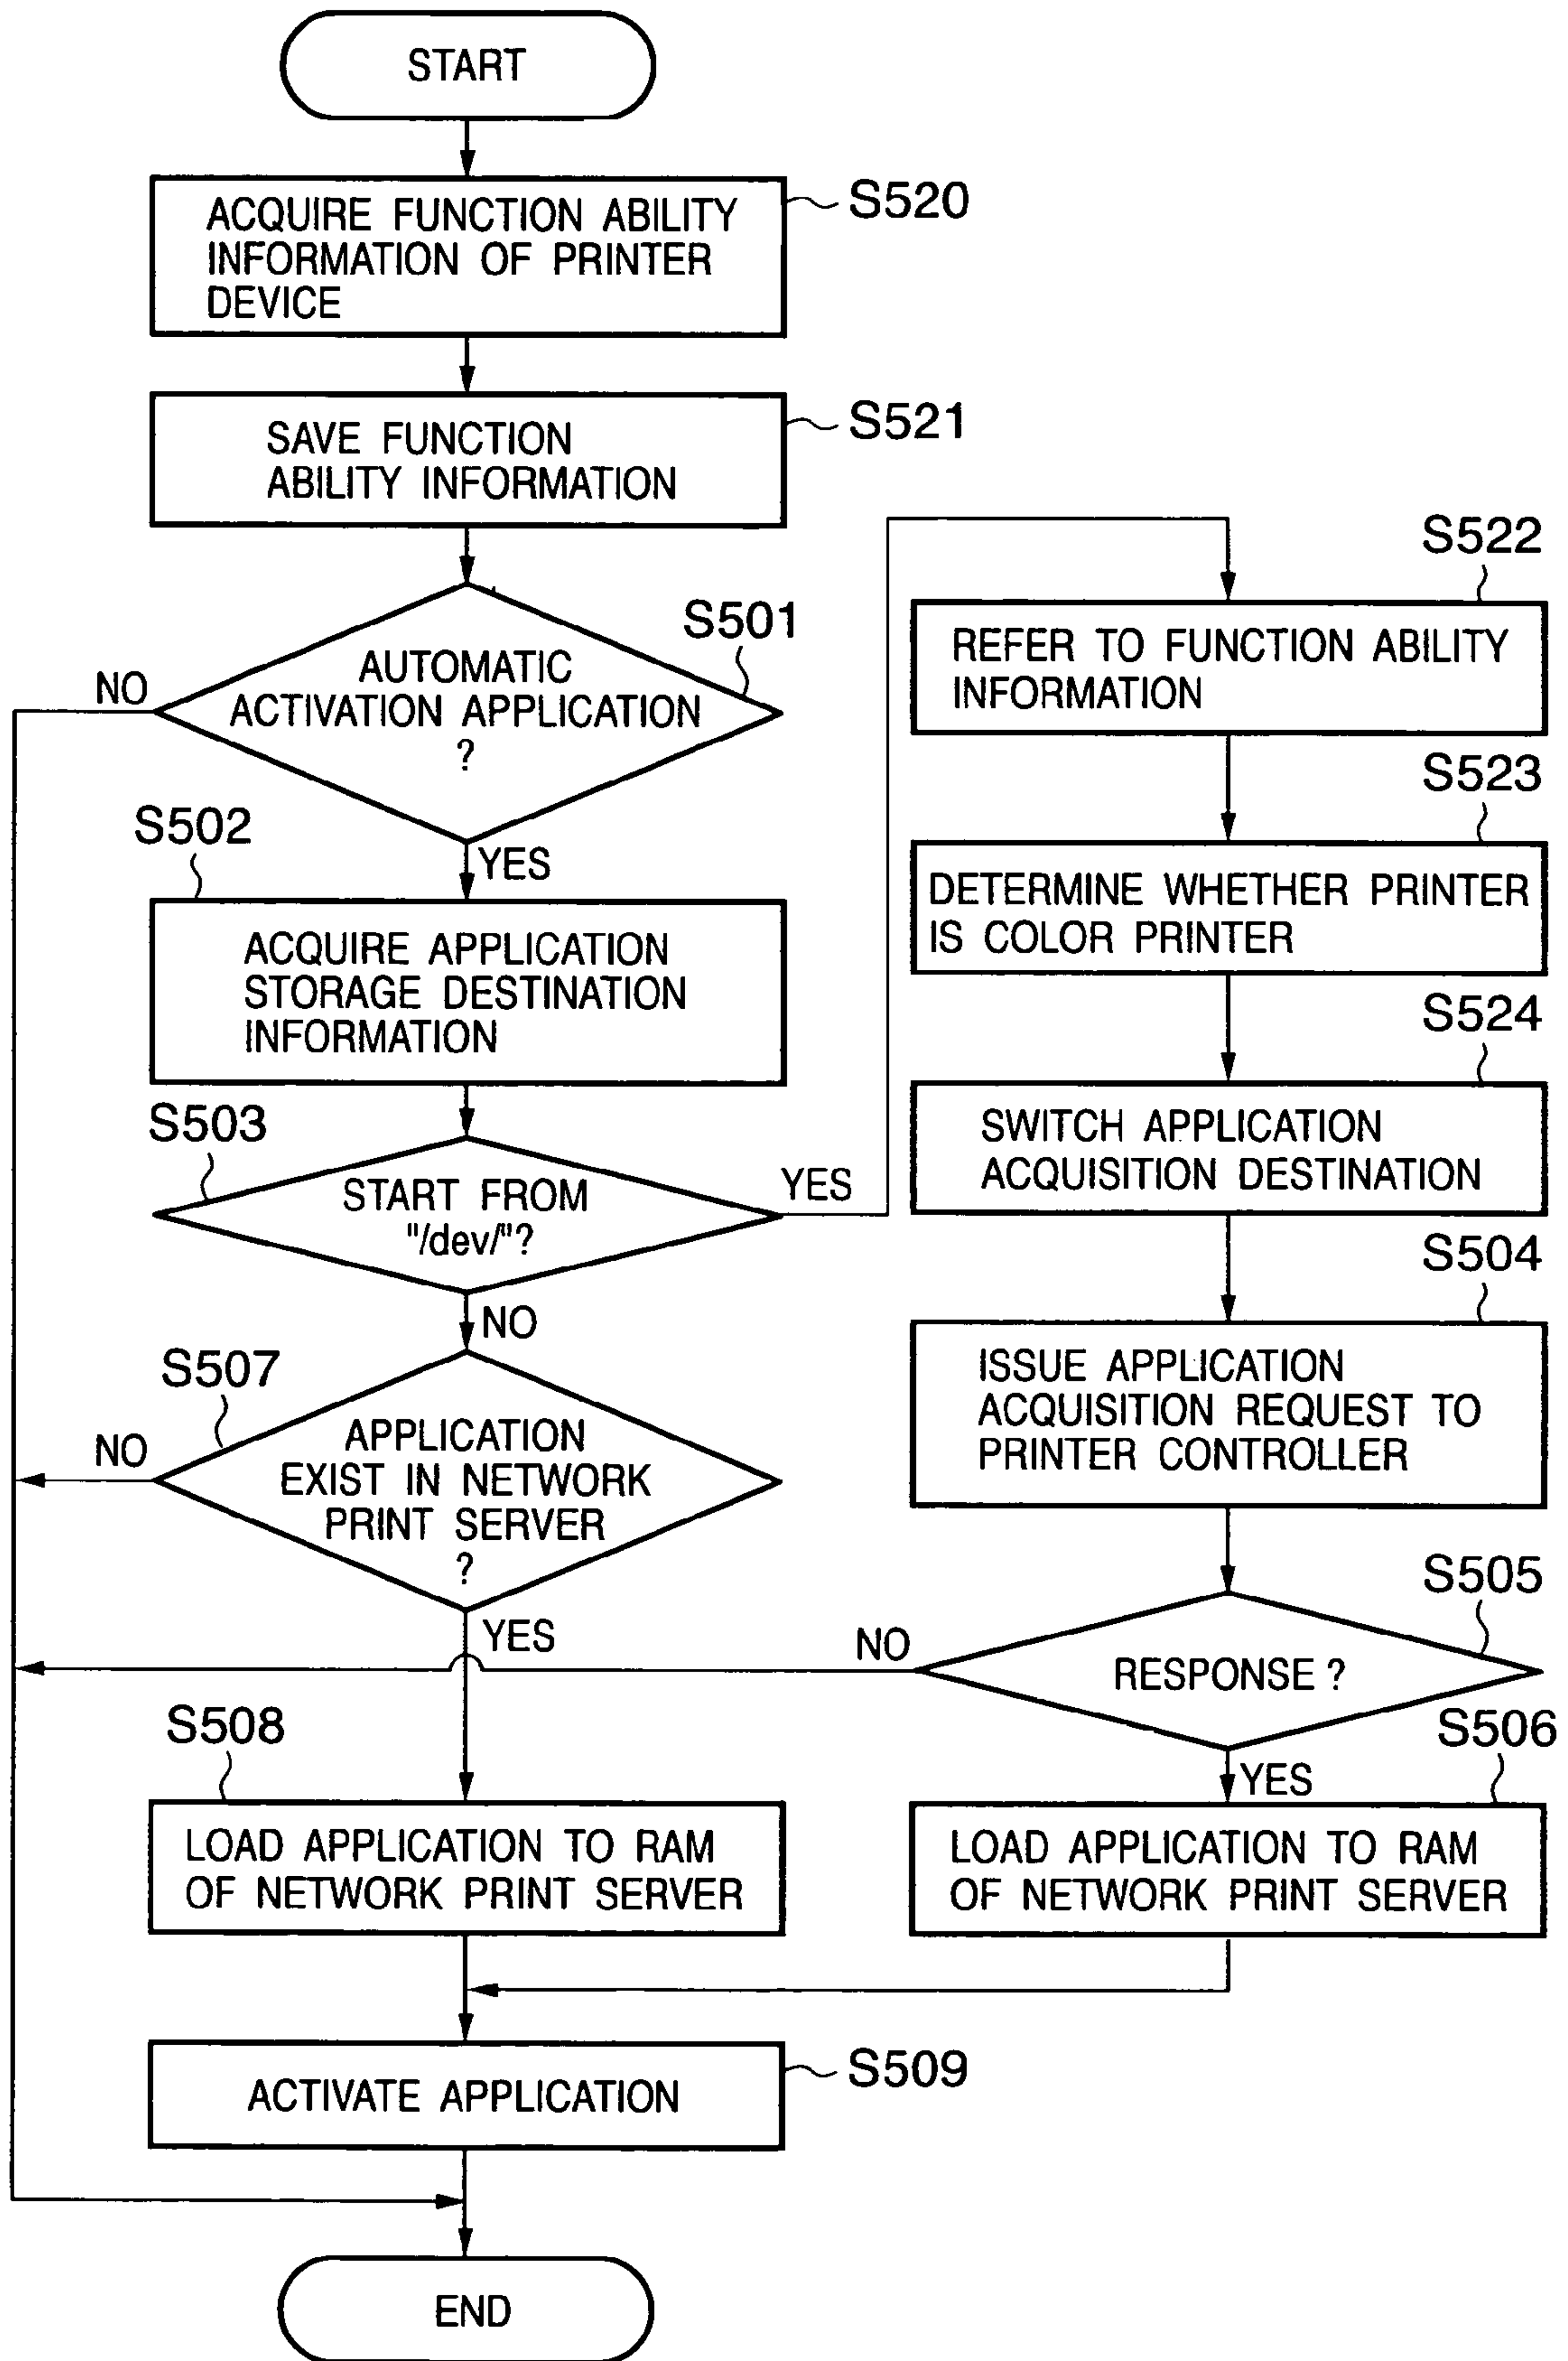 START
ACQUIRE FUNCTION ABILITY
INFORMATION OF PRINTER
DEVICE
S520
SAVE FUNCTION
ABILITY INFORMATION
S521
S501
AUTOMATIC
ACTIVATION APPLICATION
?
NO
YES
S502
ACQUIRE APPLICATION
STORAGE DESTINATION
INFORMATION
S503
START FROM
"/dev/"?
YES
NO
S507
APPLICATION
EXIST IN NETWORK
PRINT SERVER
?
NO
YES
S508
LOAD APPLICATION TO RAM
OF NETWORK PRINT SERVER
S522
REFER TO FUNCTION ABILITY
INFORMATION
S523
DETERMINE WHETHER PRINTER
IS COLOR PRINTER
S524
SWITCH APPLICATION
ACQUISITION DESTINATION
S504
ISSUE APPLICATION
ACQUISITION REQUEST TO
PRINTER CONTROLLER
S505
RESPONSE ?
NO
YES
S506
LOAD APPLICATION TO RAM
OF NETWORK PRINT SERVER
ACTIVATE APPLICATION
S509
END